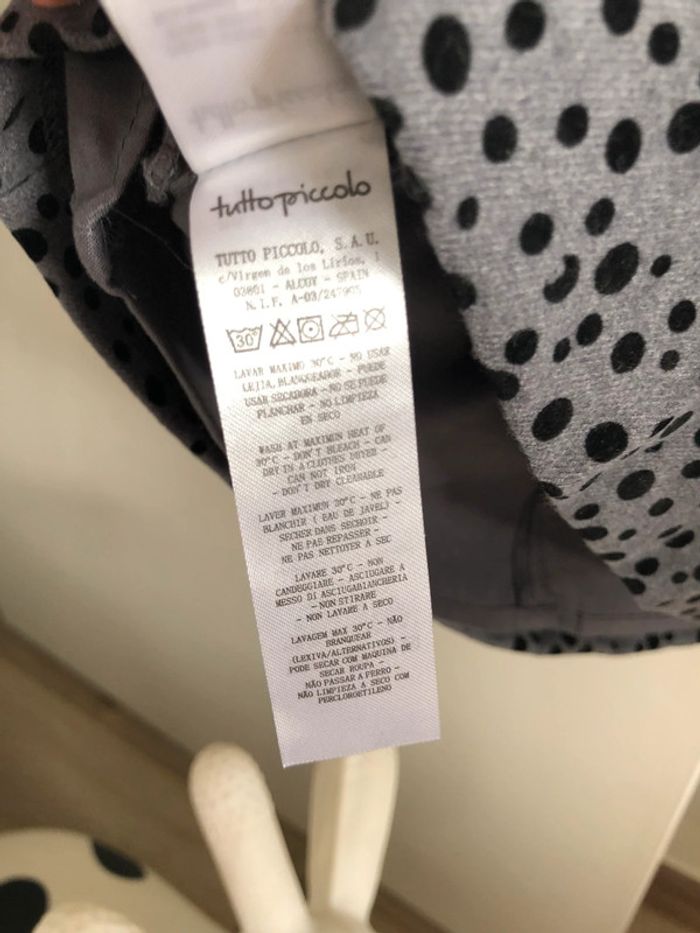 tuttopiccolo
TUTTO PICCOLO, S.A.U.
c/Virgen de los Lirios, 1
03801 - ALCOY - SPAIN
N.I.F. A-03/247905
30°
LAVAR MAXIMO 30°C - NO USAR
LEJIA, BLANQUEADOR - PUEDE
USAR SECADORA - NO SE PUEDE
PLANCHAR - NO LIMPIEZA
EN SECO
WASH AT MAXIMUN HEAT OF
30°C - DON'T BLEACH - CAN
DRY IN A CLOTHES DRYER -
CAN NOT IRON
- DON'T DRY CLEANABLE
LAVER MAXIMUN 30°C - NE PAS
BLANCHIR ( EAU DE JAVEL) -
SECHER DANS SECHOIR -
NE PAS REPASSER -
NE PAS NETTOYER A SEC
LAVARE 30°C - NON
CANDEGGIARE - ASCIUGARE A
MESSO DI ASCIUGABIANCHERIA
- NON STIRARE
- NON LAVARE A SECO
LAVAGEM MAX 30°C - NÃO
BRANQUEAR
(LEXIVA/ALTERNATIVOS) -
PODE SECAR COM MAQUINA DE
SECAR ROUPA -
NÃO PASSAR A FERRO -
NÃO LIMPIEZA A SECO COM
PERCLOROETILENO